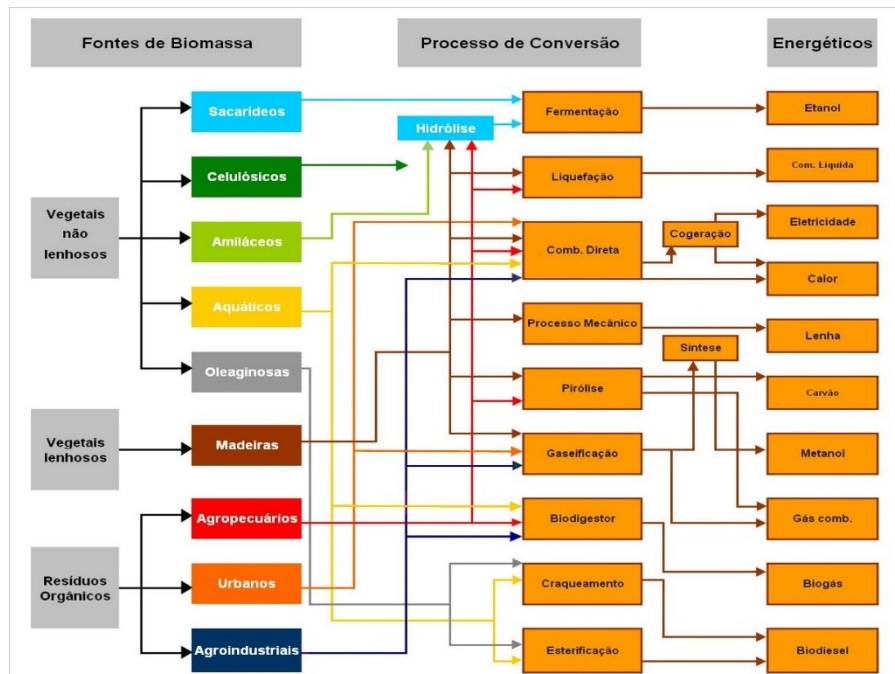 Fontes de Biomassa
Processo de Conversão
Energéticos
Vegetais
não
lenhosos
Vegetais
lenhosos
Resíduos
Orgânicos
Sacarídeos
Celulósicos
Amiláceos
Aquáticos
Oleaginosas
Madeiras
Agropecuários
Urbanos
Agroindustriais
Hidrólise
Fermentação
Liquefação
Comb. Direta
Processo Mecânico
Pirólise
Gaseificação
Biodigestor
Craqueamento
Esterificação
Cogeração
Síntese
Etanol
Com. Líquida
Eletricidade
Calor
Lenha
Carvão
Metanol
Gás comb.
Biogás
Biodiesel